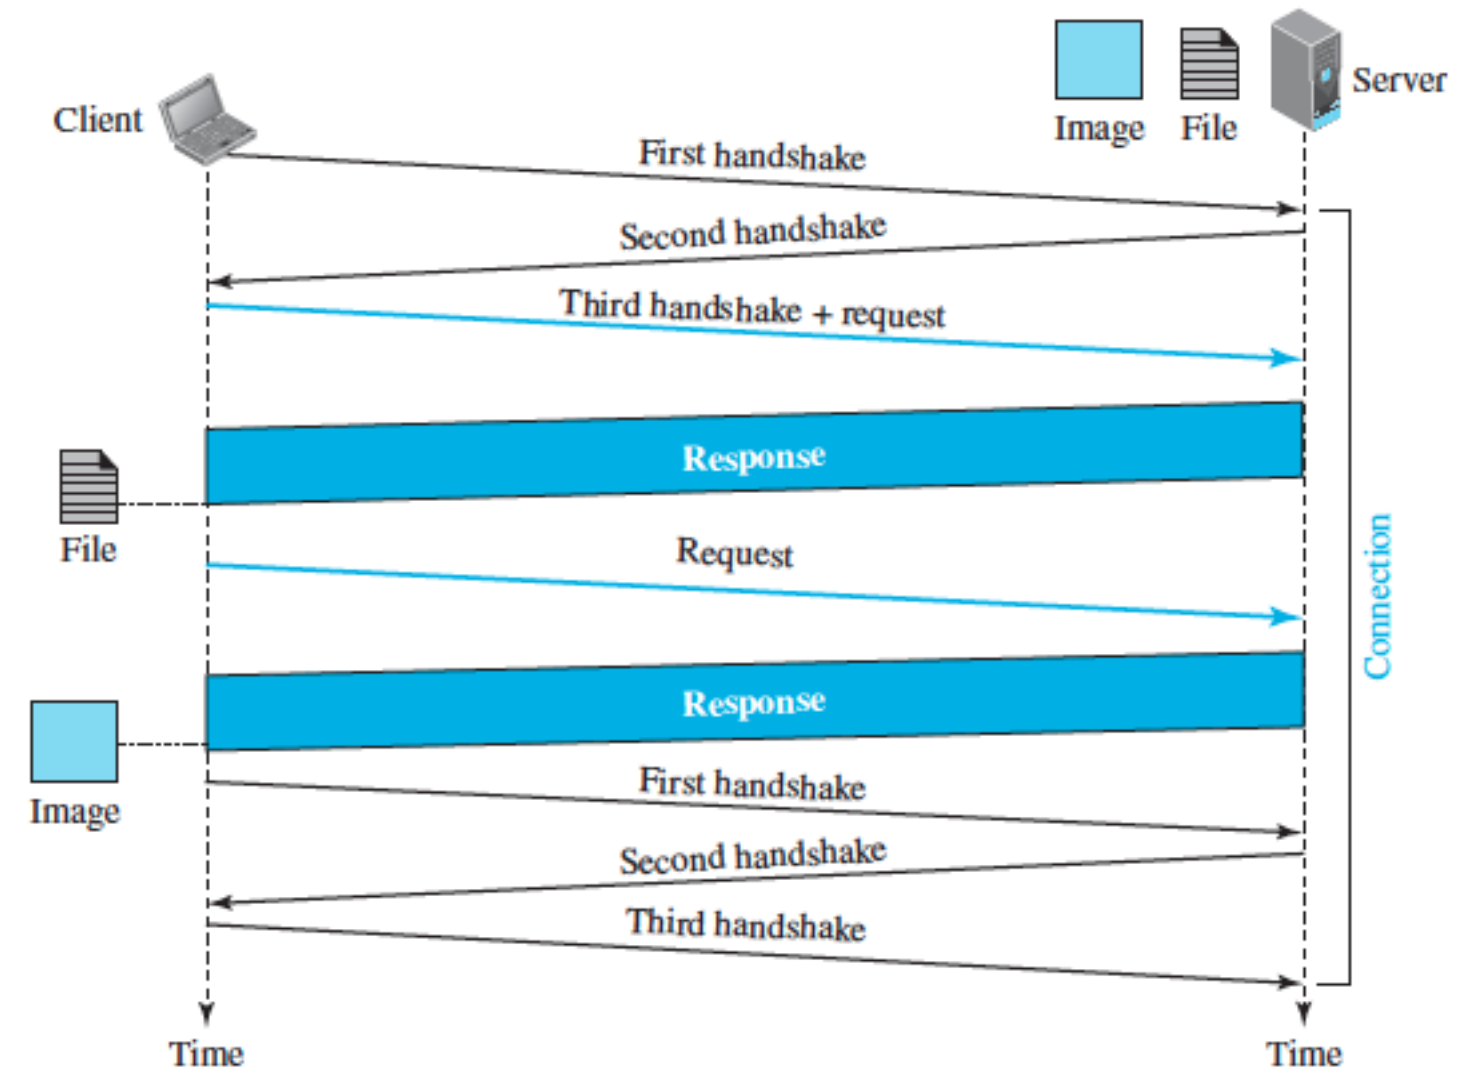 Client
Image
File
Server
First handshake
Second handshake
Third handshake + request
Response
File
Request
Connection
Response
Image
First handshake
Second handshake
Third handshake
Time
Time